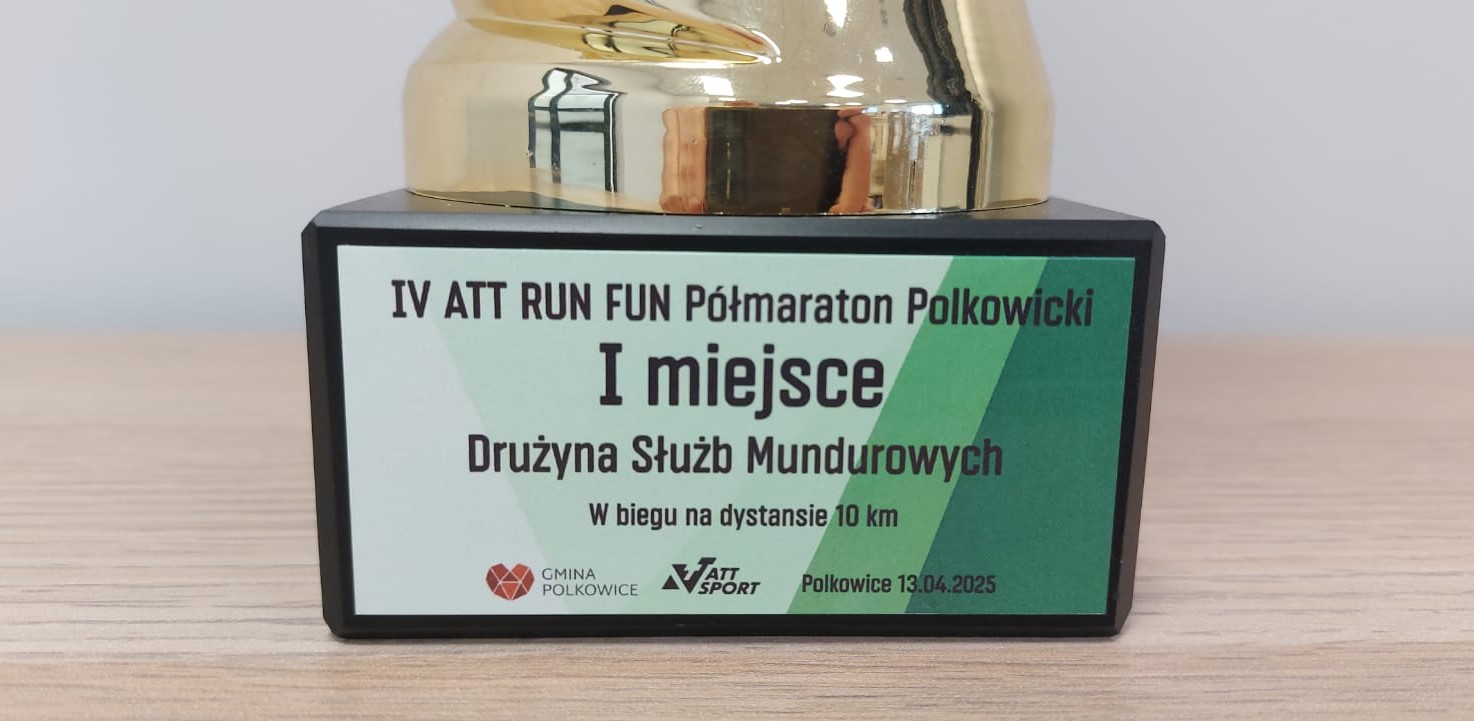 IV ATT RUN FUN Półmaraton Polkowicki
I miejsce
Drużyna Służb Mundurowych
W biegu na dystansie 10 km
GMINA
POLKOWICE
ATT
SPORT
Polkowice 13.04.2025